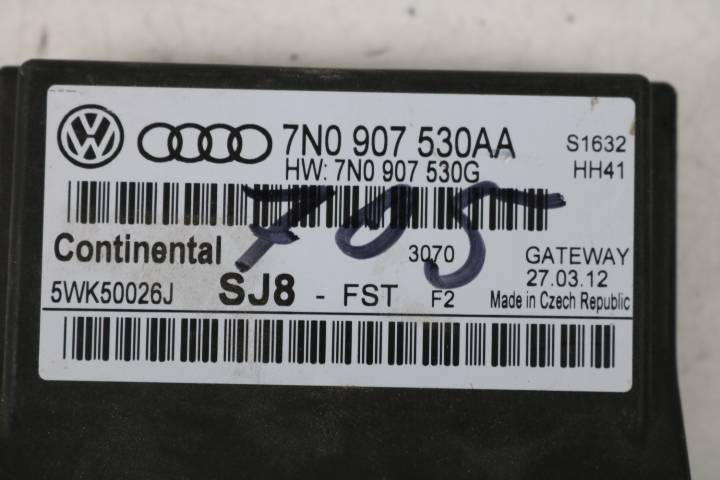 7N0 907 530AA S1632
HW: 7N0 907 530G HH41
705
Continental 3070 GATEWAY
27.03.12
5WK50026J SJ8 - FST F2 Made in Czech Republic